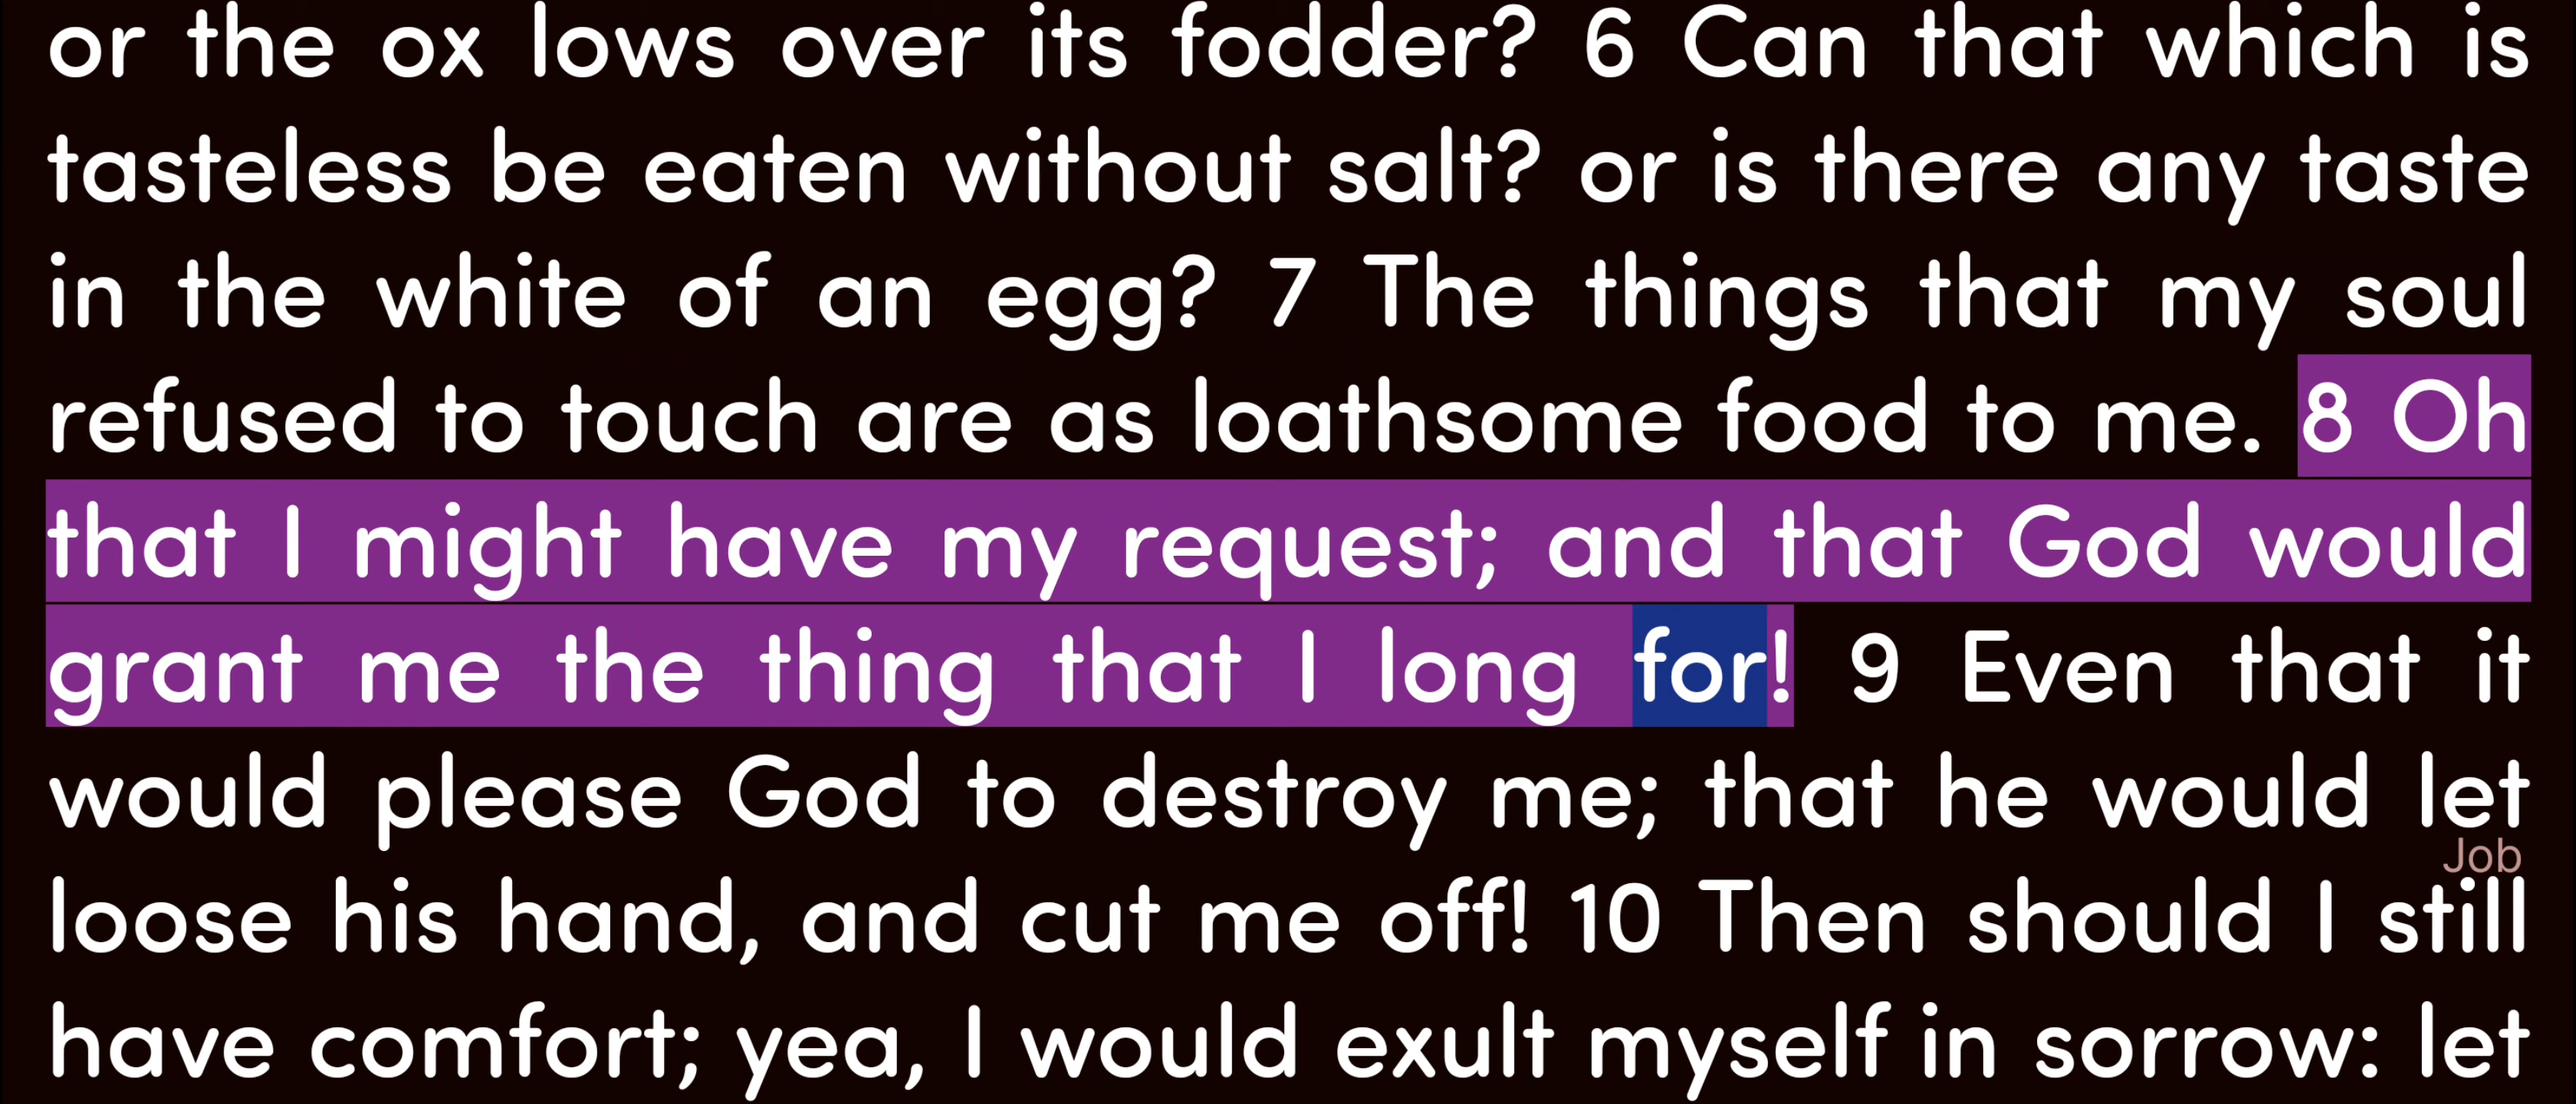 or the ox lows over its fodder? 6 Can that which is
tasteless be eaten without salt? or is there any taste
in the white of an egg? 7 The things that my soul
refused to touch are as loathsome food to me. 8 Oh
that I might have my request; and that God would
grant me the thing that I long for! 9 Even that it
would please God to destroy me; that he would let
Job
loose his hand, and cut me off! 10 Then should I still
have comfort; yea, I would exult myself in sorrow: let